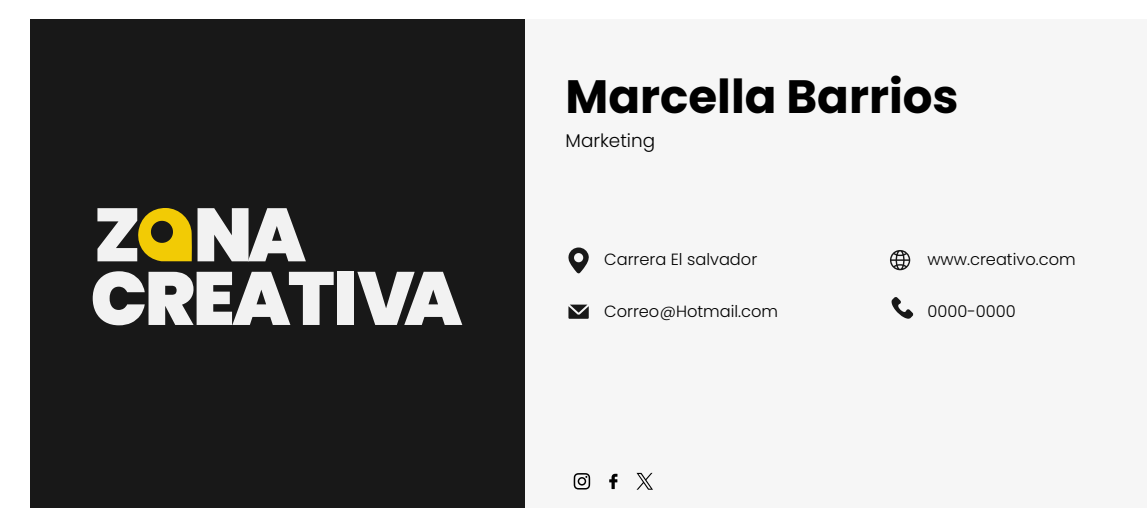 ZONA
CREATIVA
Marcella Barrios
Marketing
Carrera El salvador
www.creativo.com
Correo@Hotmail.com
0000-0000